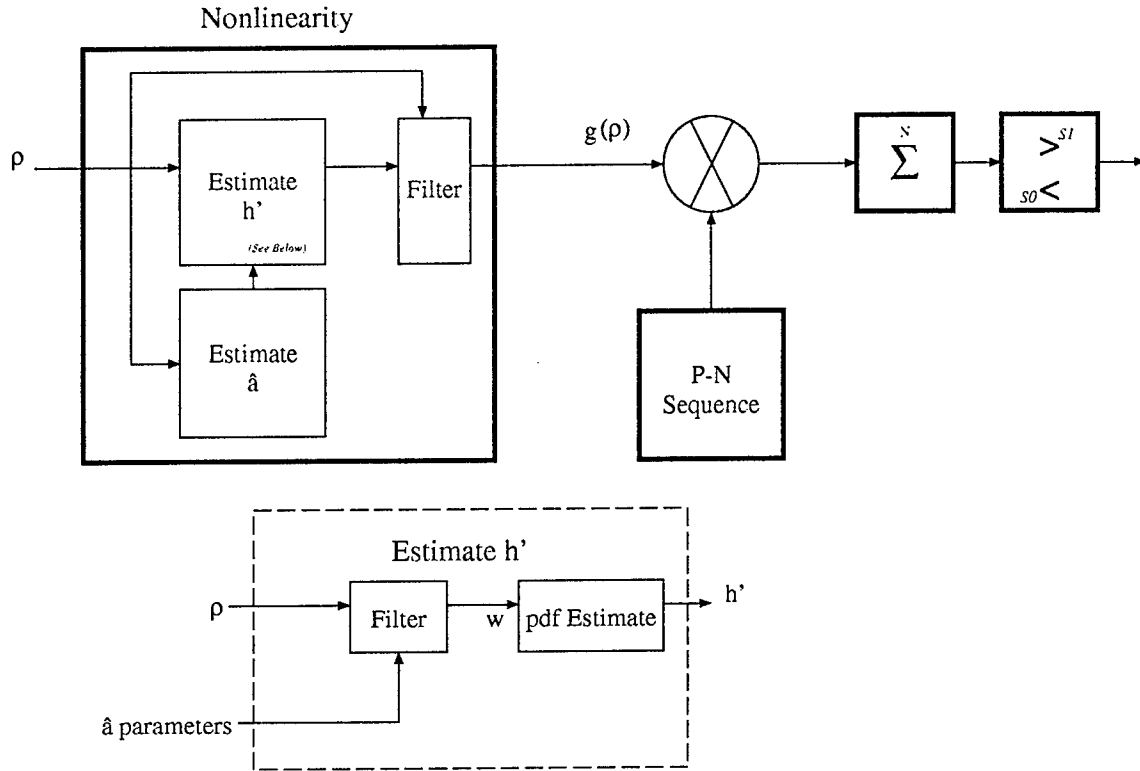 Nonlinearity
ρ
Estimate
h'
(See Below)
Filter
Estimate
â
g(ρ)
N
Σ
> S1
S0 <
P-N
Sequence
Estimate h'
ρ
Filter
w
pdf Estimate
h'
â parameters